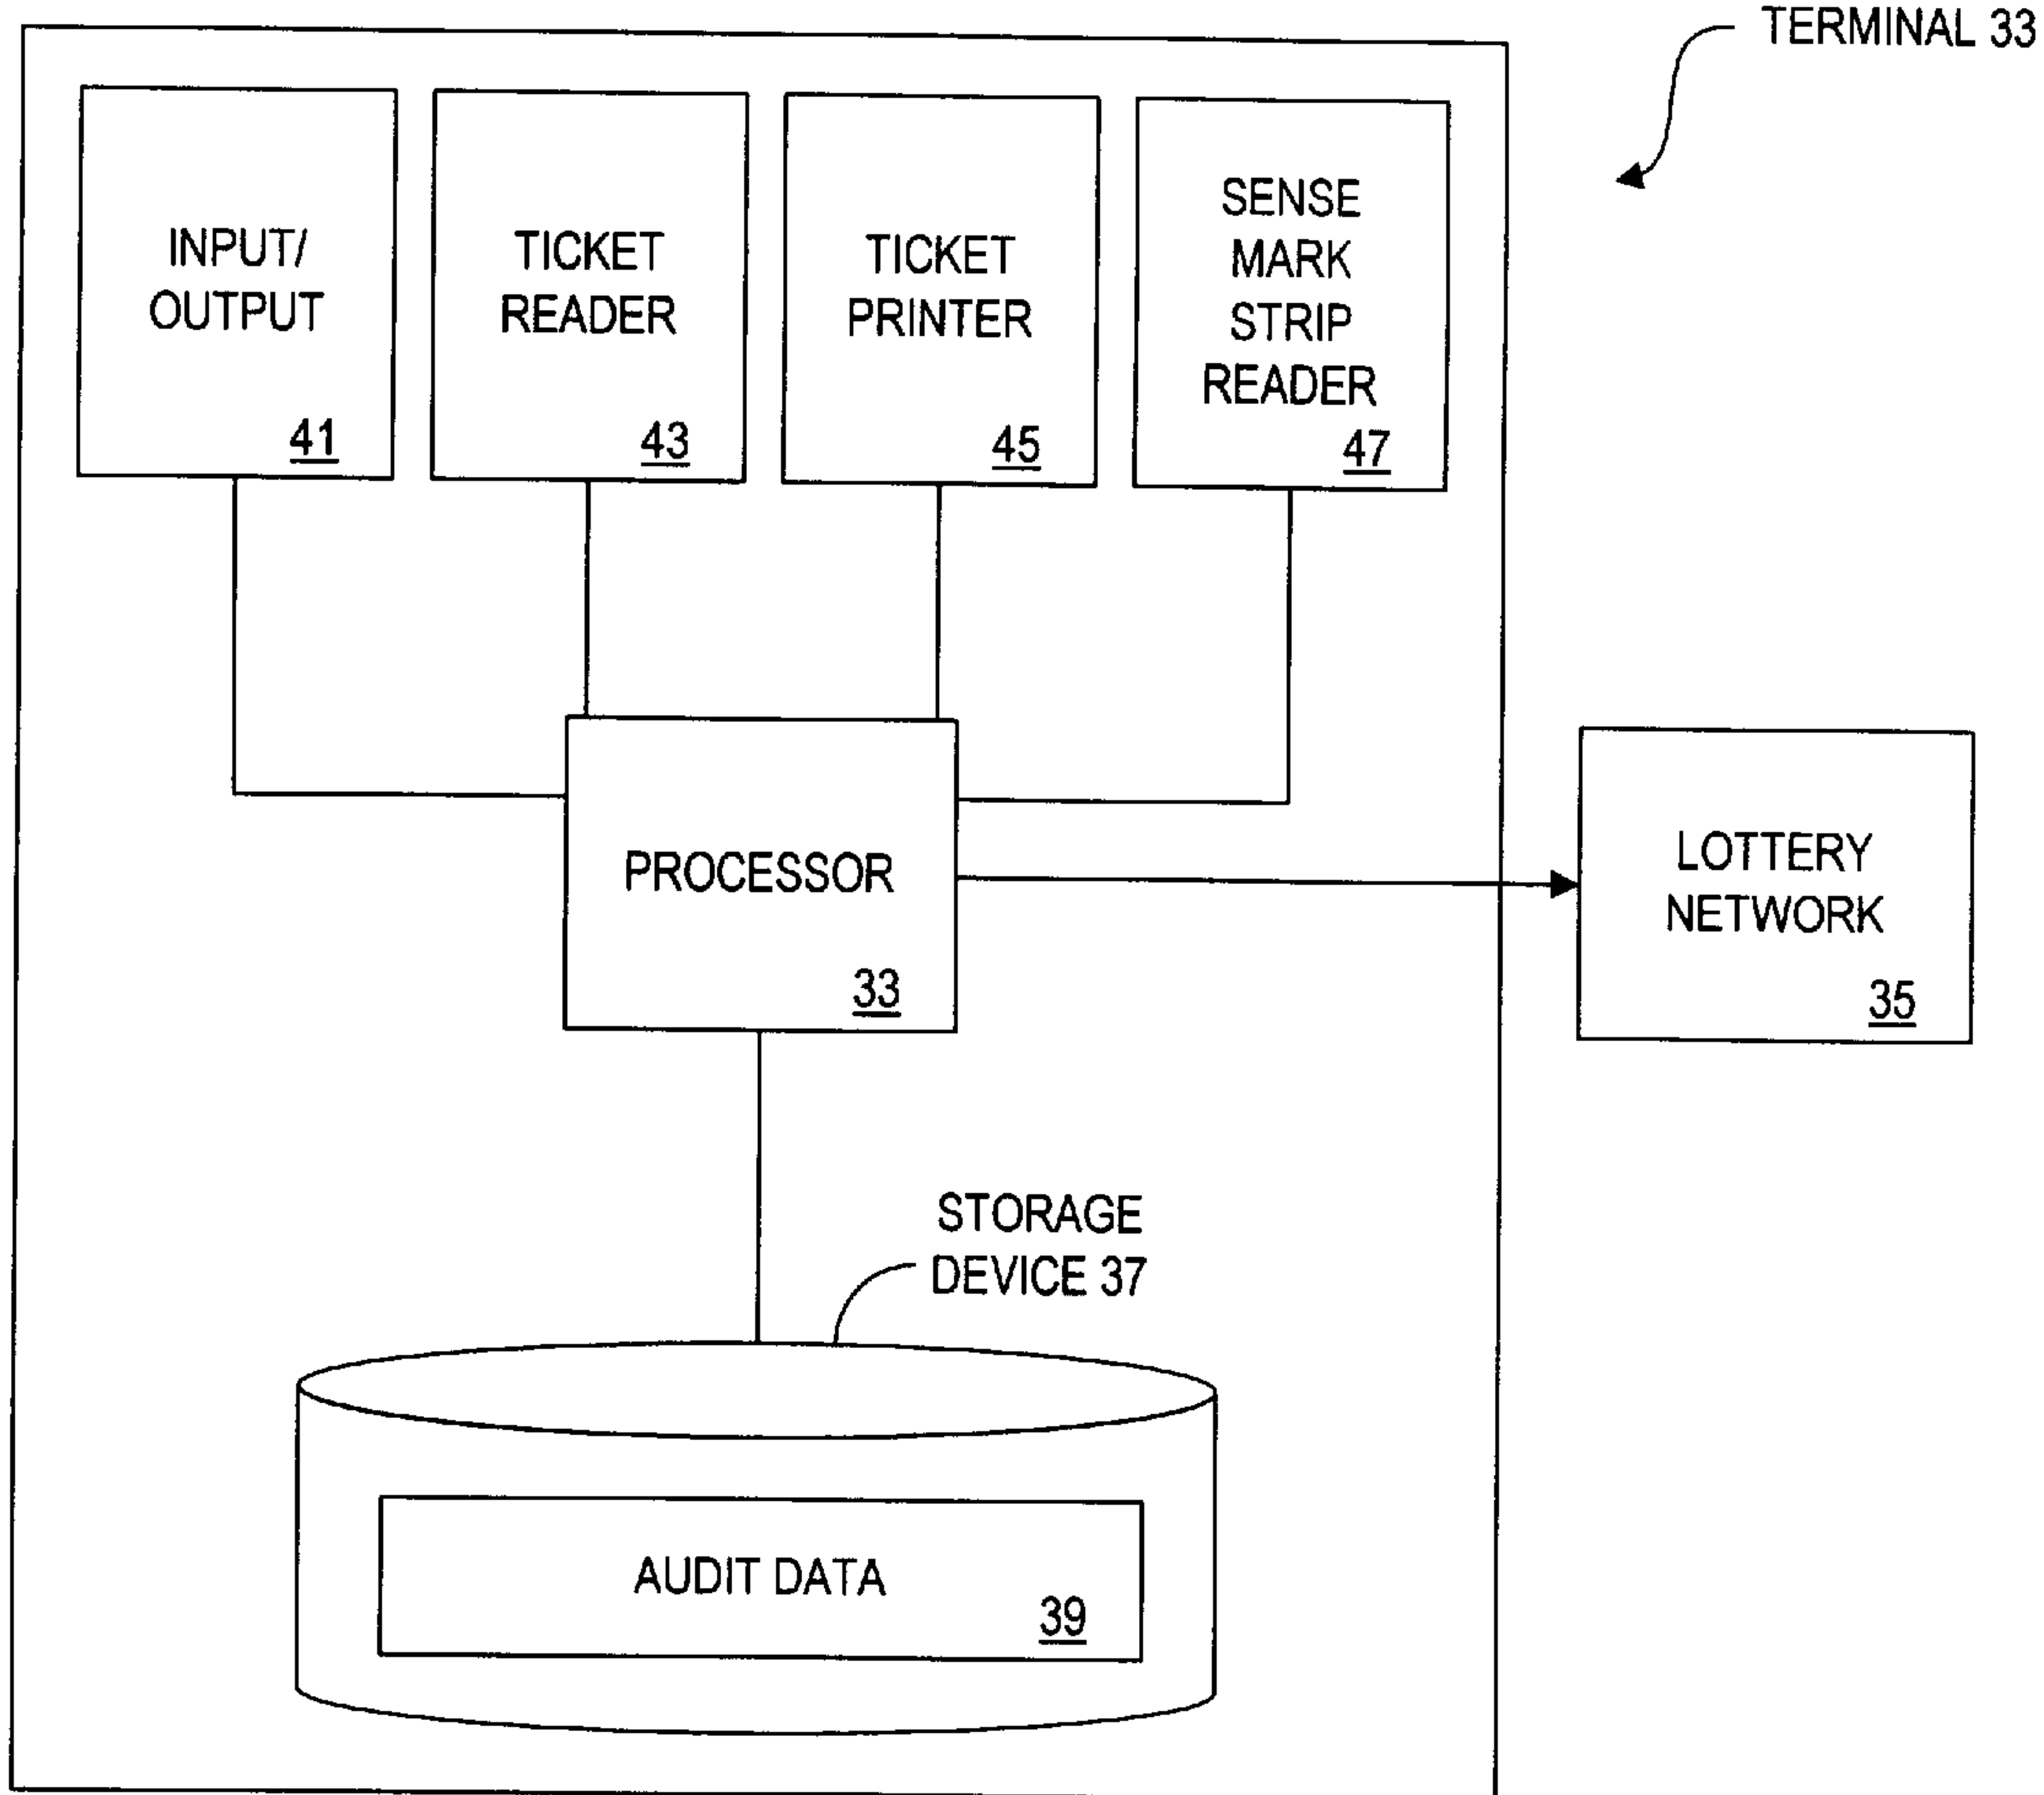 TERMINAL 33
INPUT/
OUTPUT
41
TICKET
READER
43
TICKET
PRINTER
45
SENSE
MARK
STRIP
READER
47
PROCESSOR
33
LOTTERY
NETWORK
35
STORAGE
DEVICE 37
AUDIT DATA
39